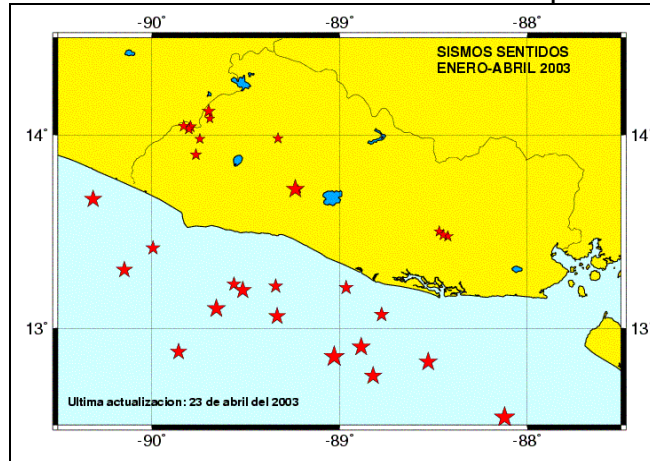 -90° -89° -88°
SISMOS SENTIDOS
ENERO-ABRIL 2003
14° 14°
13° 13
Ultima actualizacion: 23 de abril del 2003
-90° -89° -88°